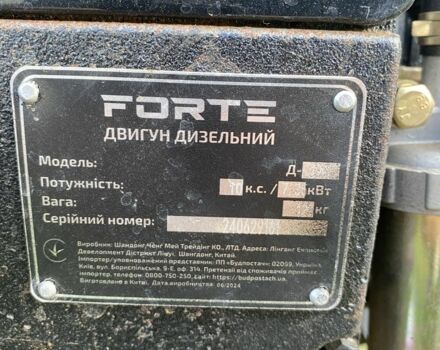 FORTE
ДВИГУН ДИЗЕЛЬНИЙ
Модель: Д-
Потужність: 10 к.с. / кВт
Вага: кг
Серійний номер:
Виробник: Шандонг Ченг Мей Трейдінг КО., ЛТД. Адреса: Лінганг Економік
Девелопмент Дістрікт Ліну, Шандонг, Китай.
Імпортер/уповноважений представник: ПП «Будпостач» 02099, Україна,
Київ, вул. Бориспільська, 9-Е, оф. 314. Претензії від споживачів приймає
імпортер. Телефон: 0800-750-250, сайт: https://budpostach.ua.
Виготовлено в Китаї. Дата виробництва: 06/2024